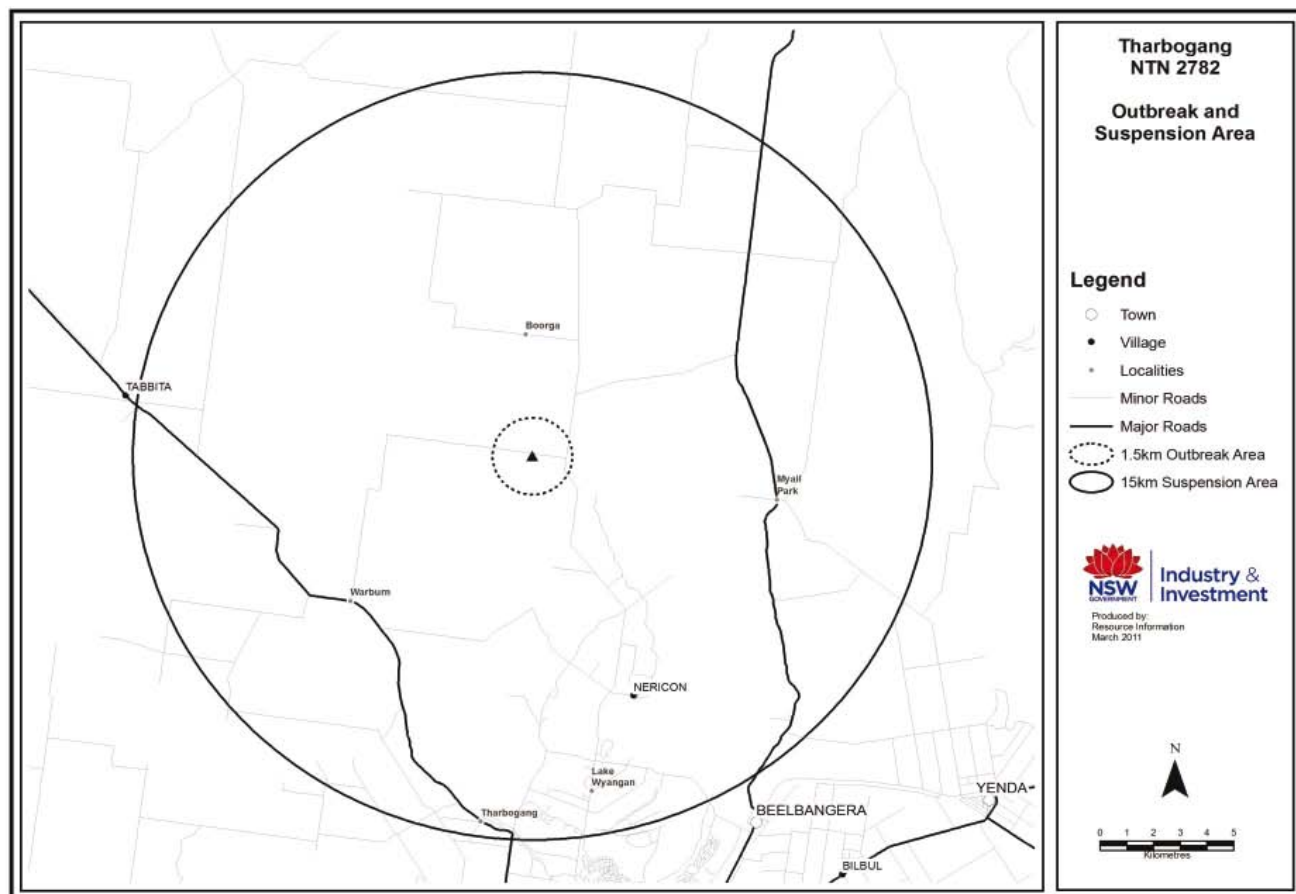 Tharbogang
NTN 2782
Outbreak and
Suspension Area
Legend
Town
Village
Localities
Minor Roads
Major Roads
1.5km Outbreak Area
15km Suspension Area
NSW
GOVERNMENT
Industry &
Investment
Produced by:
Resource Information
March 2011
N
0 1 2 3 4 5
Kilometres
Boorga
TABBITA
Myall
Park
Warburn
NERICON
Lake
Wyangan
Tharbogang
BEELBANGERA
YENDA
BILBUL